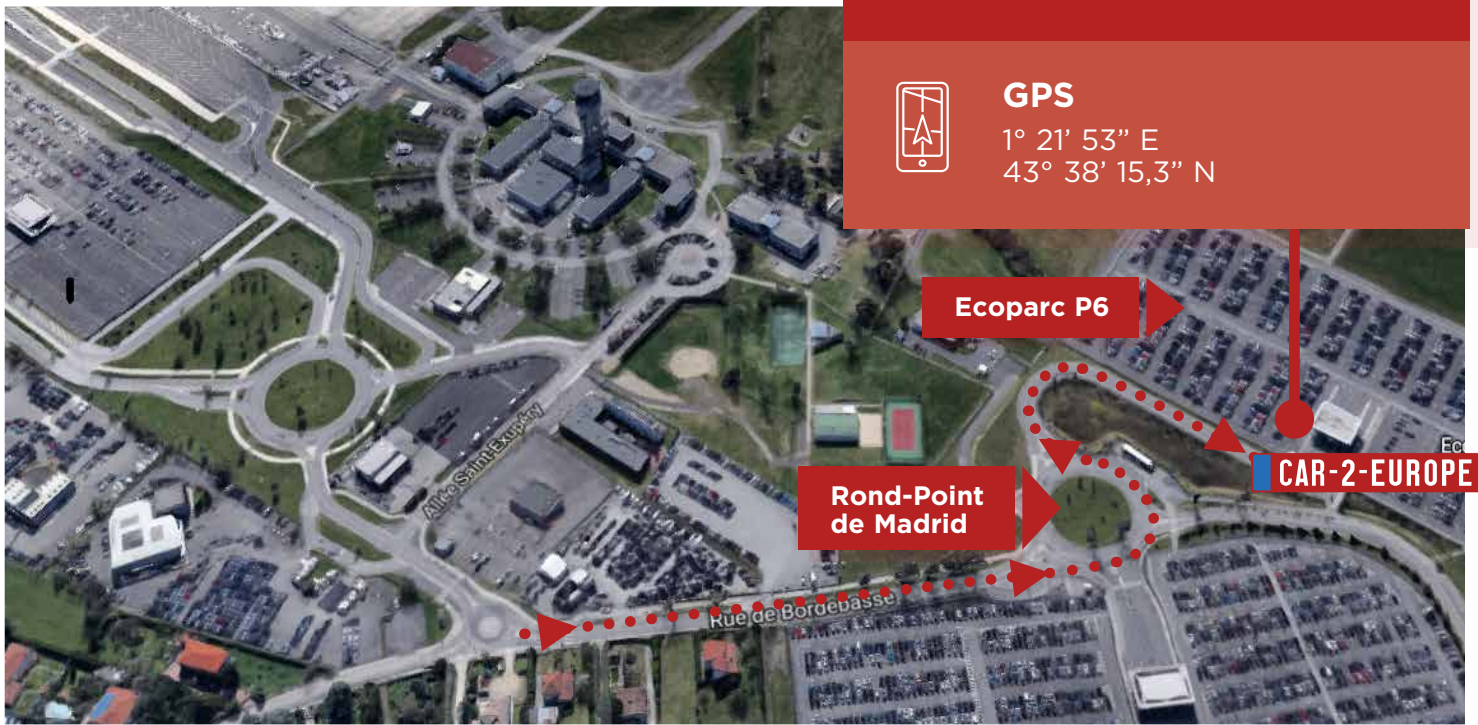 GPS
1° 21’ 53” E
43° 38’ 15,3” N
Ecoparc P6
Allée Saint-Exupéry
Eco
CAR-2-EUROPE
Rond-Point
de Madrid
Rue de Bordebasse